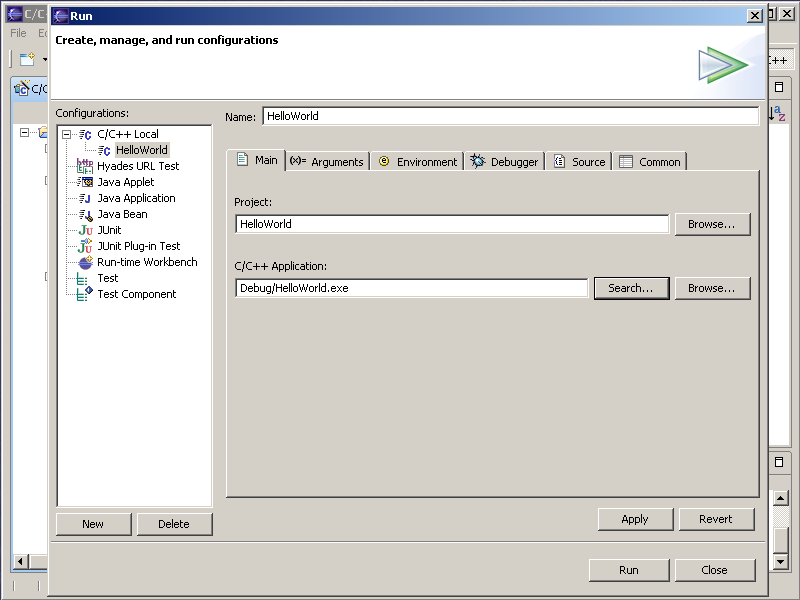 C/C
Run
File
Create, manage, and run configurations
C++
C/C
Configurations:
Name: HelloWorld
C/C++ Local
HelloWorld
Hyades URL Test
Java Applet
Java Application
Java Bean
JUnit
JUnit Plug-in Test
Run-time Workbench
Test
Test Component
Main (x)= Arguments Environment Debugger Source Common
Project:
HelloWorld Browse...
C/C++ Application:
Debug/HelloWorld.exe Search... Browse...
New Delete
Apply Revert
Run Close